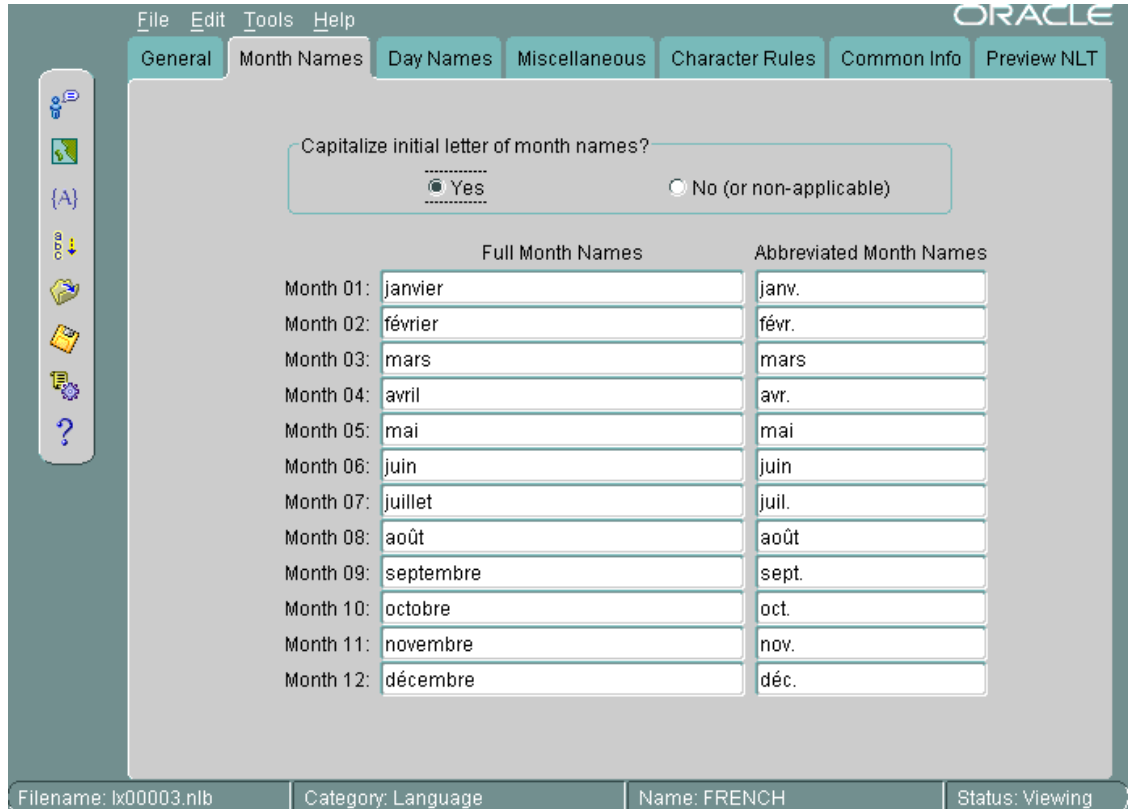 File Edit Tools Help ORACLE
General Month Names Day Names Miscellaneous Character Rules Common Info Preview NLT
Capitalize initial letter of month names?
Yes No (or non-applicable)
{A}
a
b
c
Full Month Names Abbreviated Month Names
Month 01: janvier janv.
Month 02: février févr.
Month 03: mars mars
Month 04: avril avr.
Month 05: mai mai
Month 06: juin juin
?
Month 07: juillet juil.
Month 08: août août
Month 09: septembre sept.
Month 10: octobre oct.
Month 11: novembre nov.
Month 12: décembre déc.
Filename: lx00003.nlb Category: Language Name: FRENCH Status: Viewing